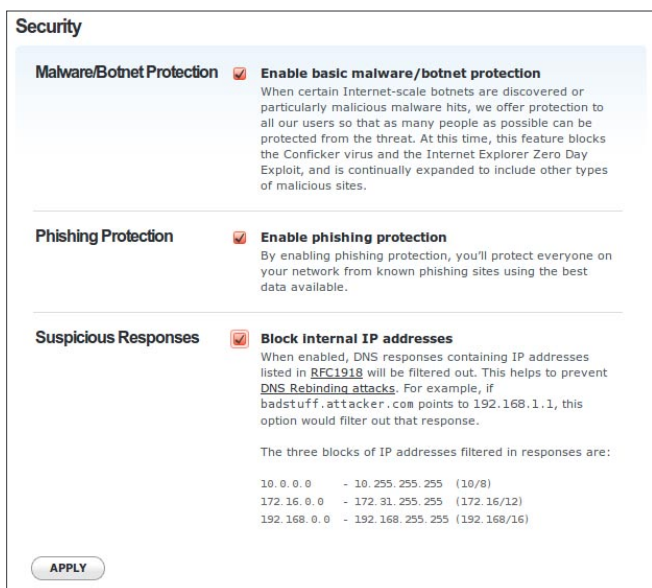 Security
Malware/Botnet Protection
Enable basic malware/botnet protection
When certain Internet-scale botnets are discovered or
particularly malicious malware hits, we offer protection to
all our users so that as many people as possible can be
protected from the threat. At this time, this feature blocks
the Conficker virus and the Internet Explorer Zero Day
Exploit, and is continually expanded to include other types
of malicious sites.
Phishing Protection
Enable phishing protection
By enabling phishing protection, you'll protect everyone on
your network from known phishing sites using the best
data available.
Suspicious Responses
Block internal IP addresses
When enabled, DNS responses containing IP addresses
listed in RFC1918 will be filtered out. This helps to prevent
DNS Rebinding attacks. For example, if
badstuff.attacker.com points to 192.168.1.1, this
option would filter out that response.
The three blocks of IP addresses filtered in responses are:
10.0.0.0 - 10.255.255.255 (10/8)
172.16.0.0 - 172.31.255.255 (172.16/12)
192.168.0.0 - 192.168.255.255 (192.168/16)
APPLY